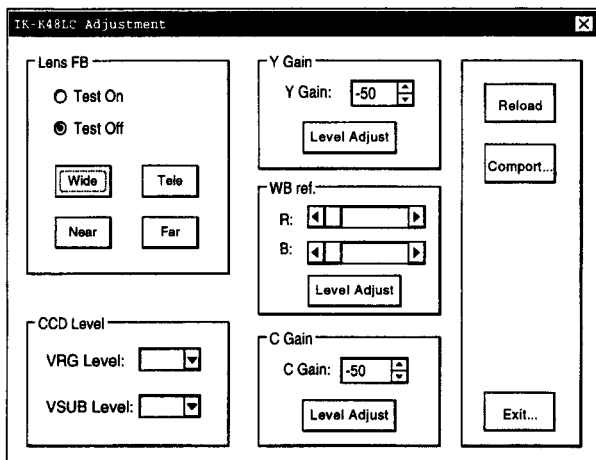 IK-K48LC Adjustment
Lens FB
Test On
Test Off
Wide
Tele
Near
Far
CCD Level
VRG Level:
VSUB Level:
Y Gain
Y Gain: -50
Level Adjust
WB ref.
R:
B:
Level Adjust
C Gain
C Gain: -50
Level Adjust
Reload
Comport...
Exit...